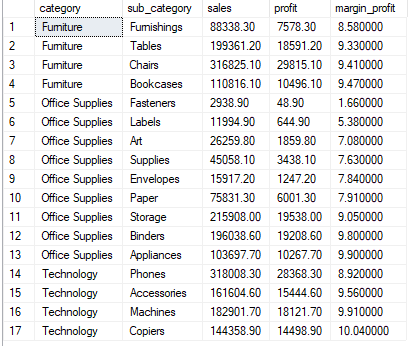 category sub_category sales profit margin_profit
1 Furniture Furnishings 88338.30 7578.30 8.580000
2 Furniture Tables 199361.20 18591.20 9.330000
3 Furniture Chairs 316825.10 29815.10 9.410000
4 Furniture Bookcases 110816.10 10496.10 9.470000
5 Office Supplies Fasteners 2938.90 48.90 1.660000
6 Office Supplies Labels 11994.90 644.90 5.380000
7 Office Supplies Art 26259.80 1859.80 7.080000
8 Office Supplies Supplies 45058.10 3438.10 7.630000
9 Office Supplies Envelopes 15917.20 1247.20 7.840000
10 Office Supplies Paper 75831.30 6001.30 7.910000
11 Office Supplies Storage 215908.00 19538.00 9.050000
12 Office Supplies Binders 196038.60 19208.60 9.800000
13 Office Supplies Appliances 103697.70 10267.70 9.900000
14 Technology Phones 318008.30 28368.30 8.920000
15 Technology Accessories 161604.60 15444.60 9.560000
16 Technology Machines 182901.70 18121.70 9.910000
17 Technology Copiers 144358.90 14498.90 10.040000